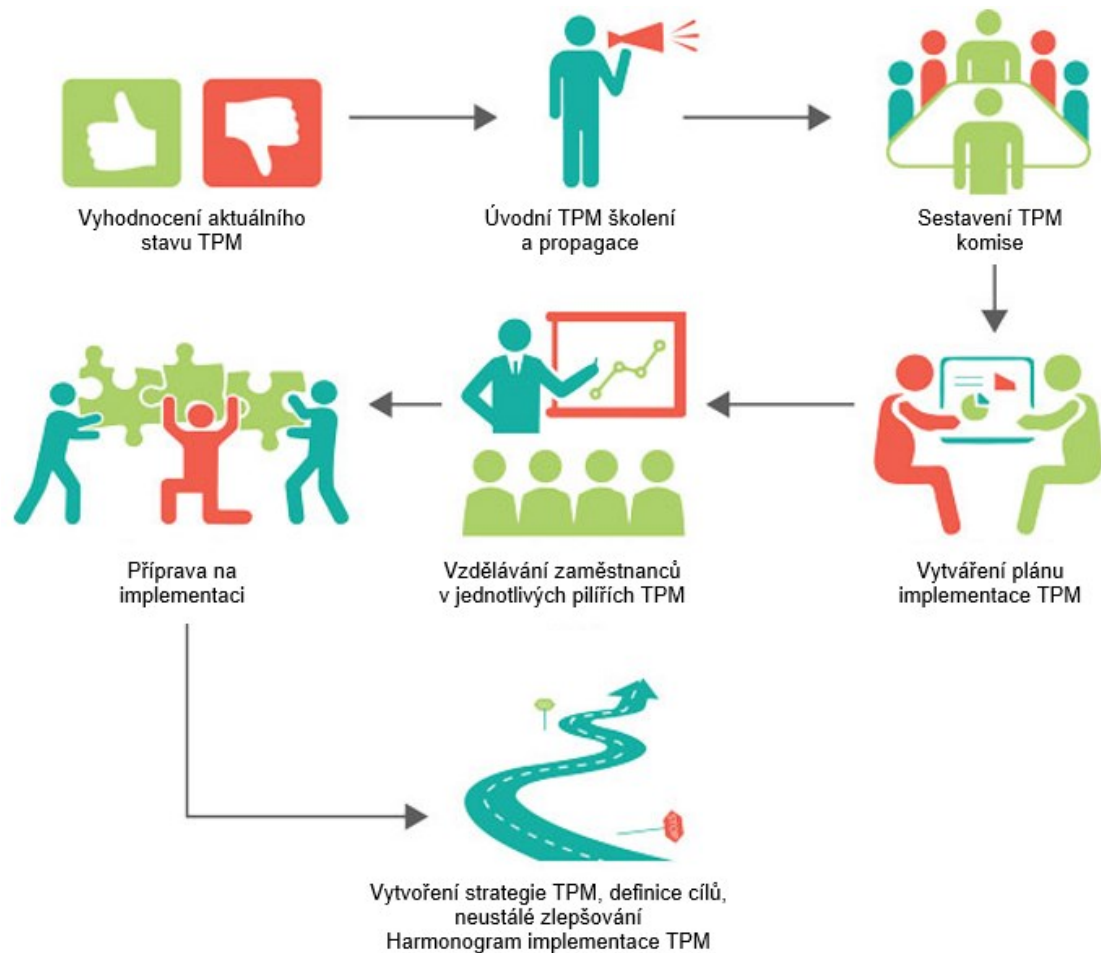 Vyhodnocení aktuálního
stavu TPM
Úvodní TPM školení
a propagace
Sestavení TPM
komise
Vytváření plánu
implementace TPM
Vzdělávání zaměstnanců
v jednotlivých pilířích TPM
Příprava na
implementaci
STOP
Vytvoření strategie TPM, definice cílů,
neustálé zlepšování
Harmonogram implementace TPM